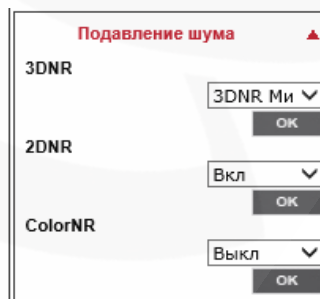 Подавление шума
3DNR
3DNR Ми
OK
2DNR
Вкл
OK
ColorNR
Выкл
OK